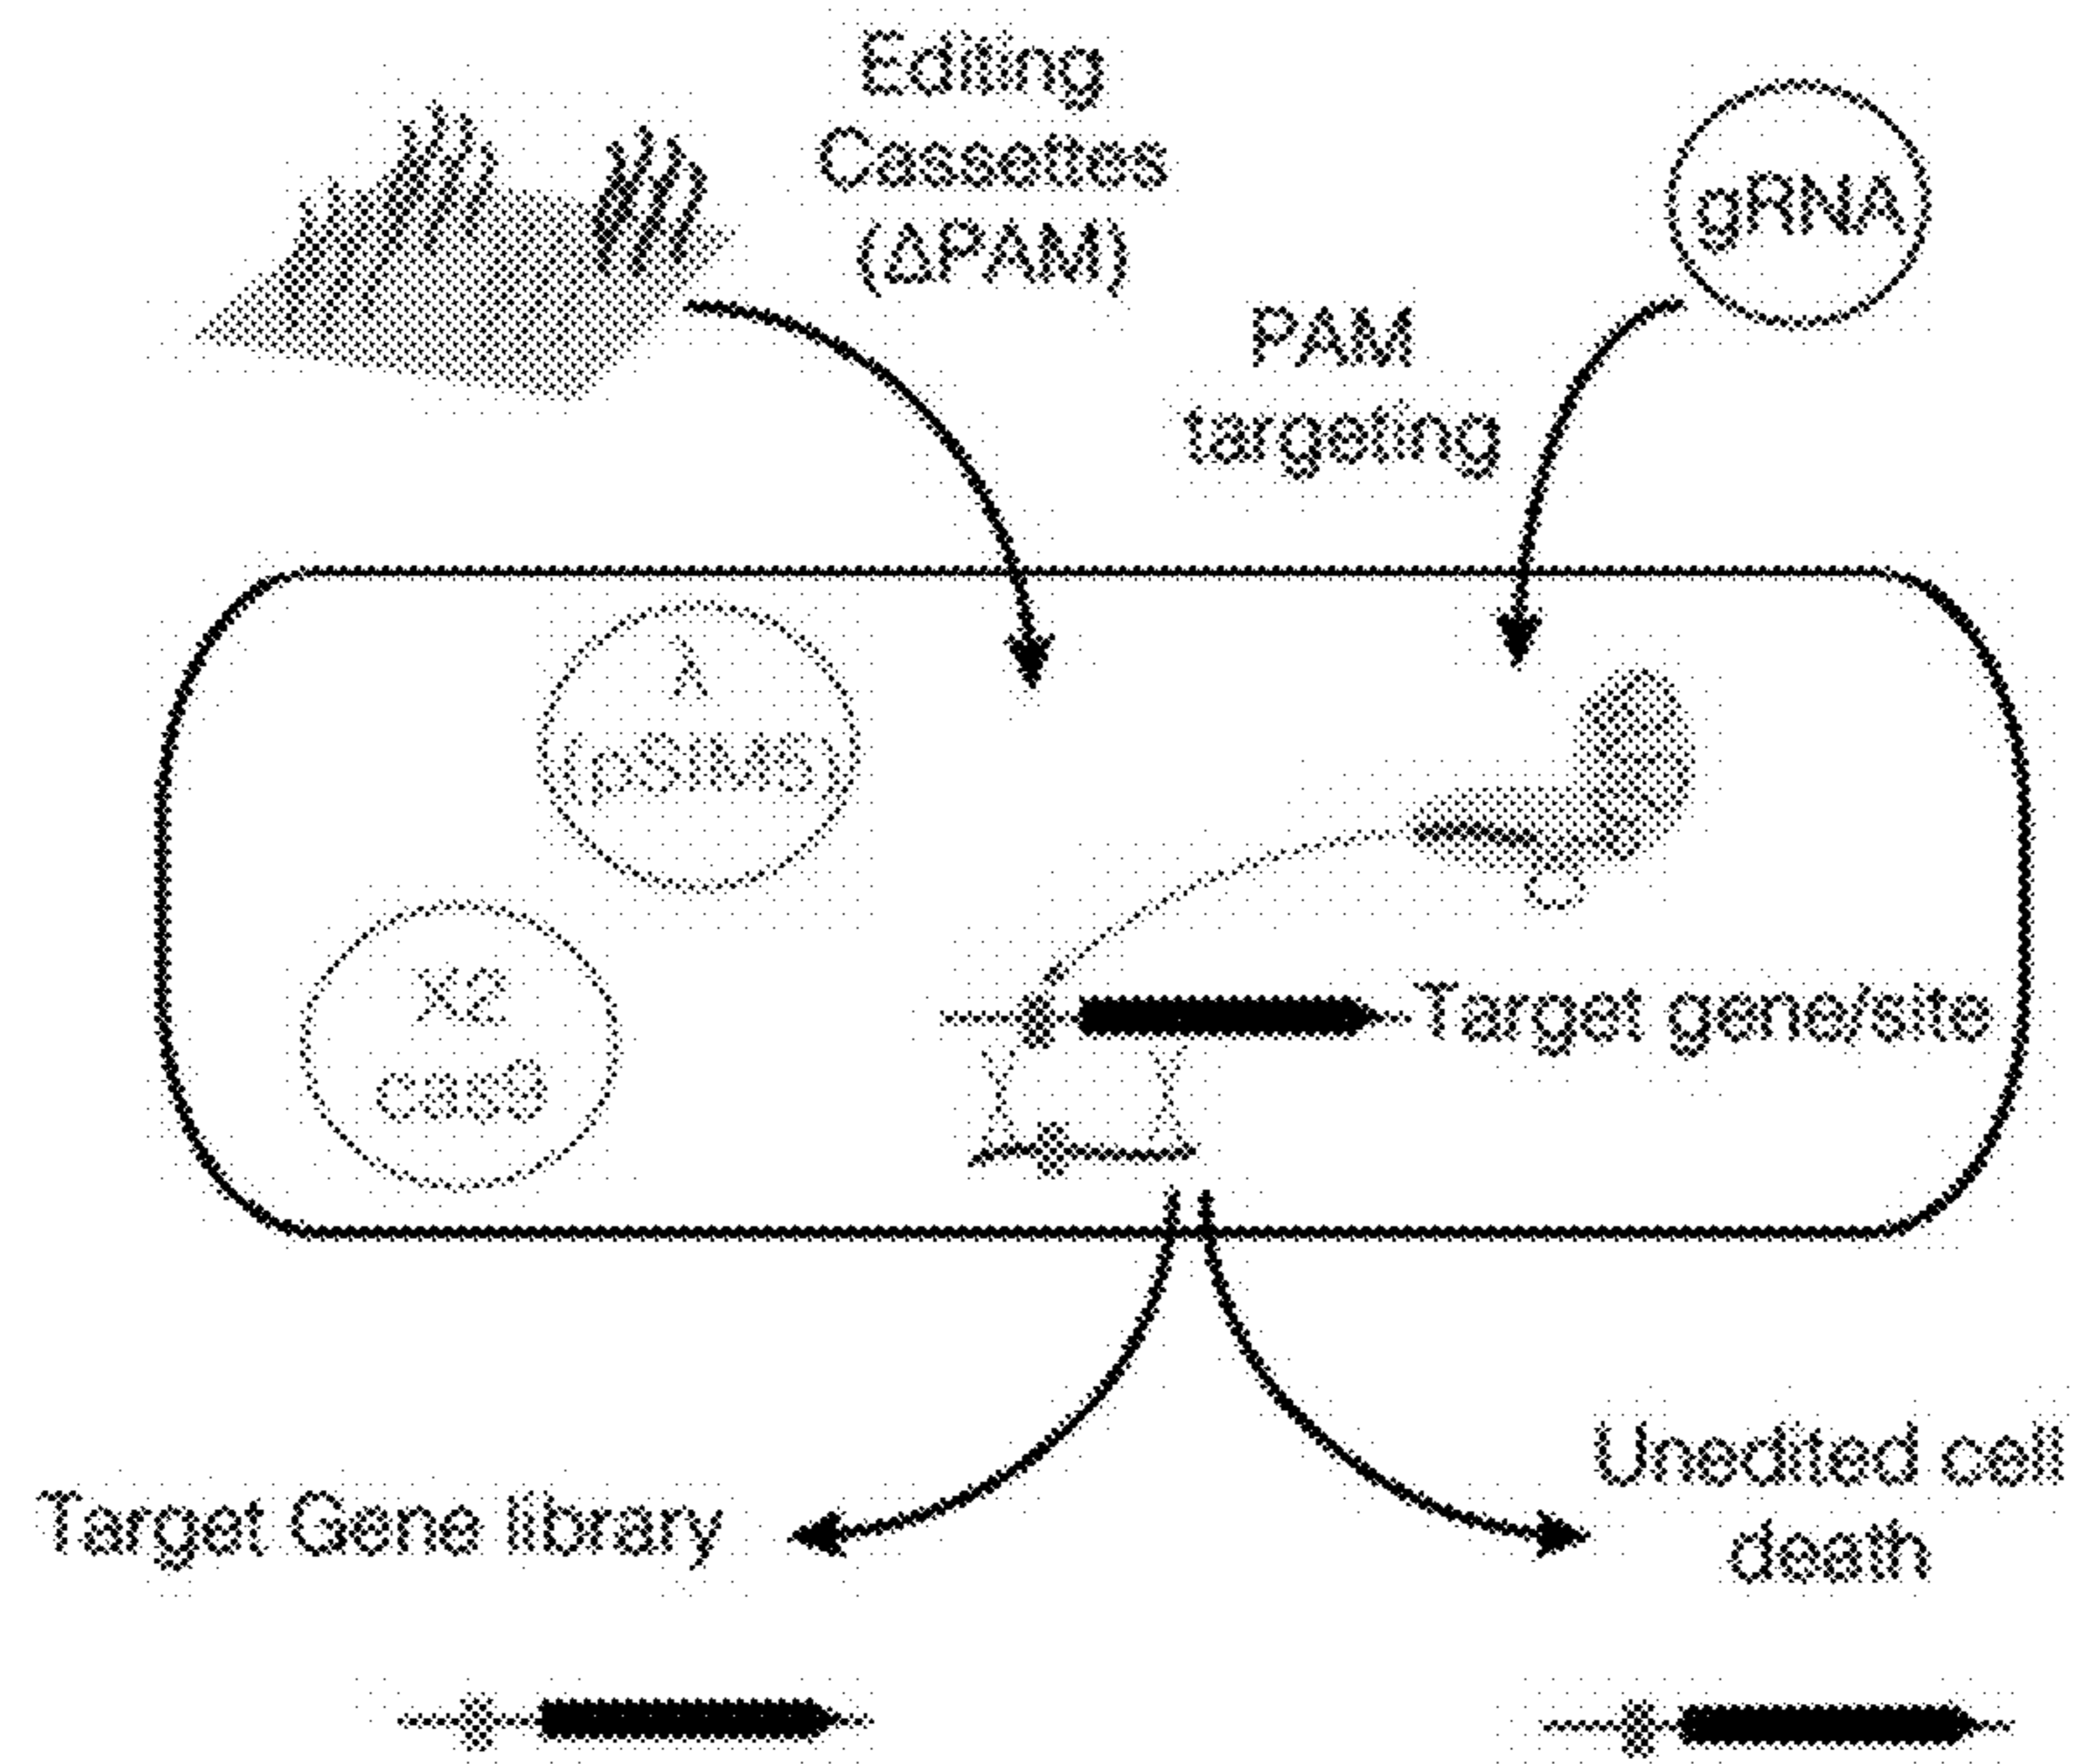 Editing
Cassettes
(ΔPAM)
gRNA
PAM
targeting
λ
(pSIM5)
X2
cas9
Target gene/site
Target Gene library
Unedited cell
death